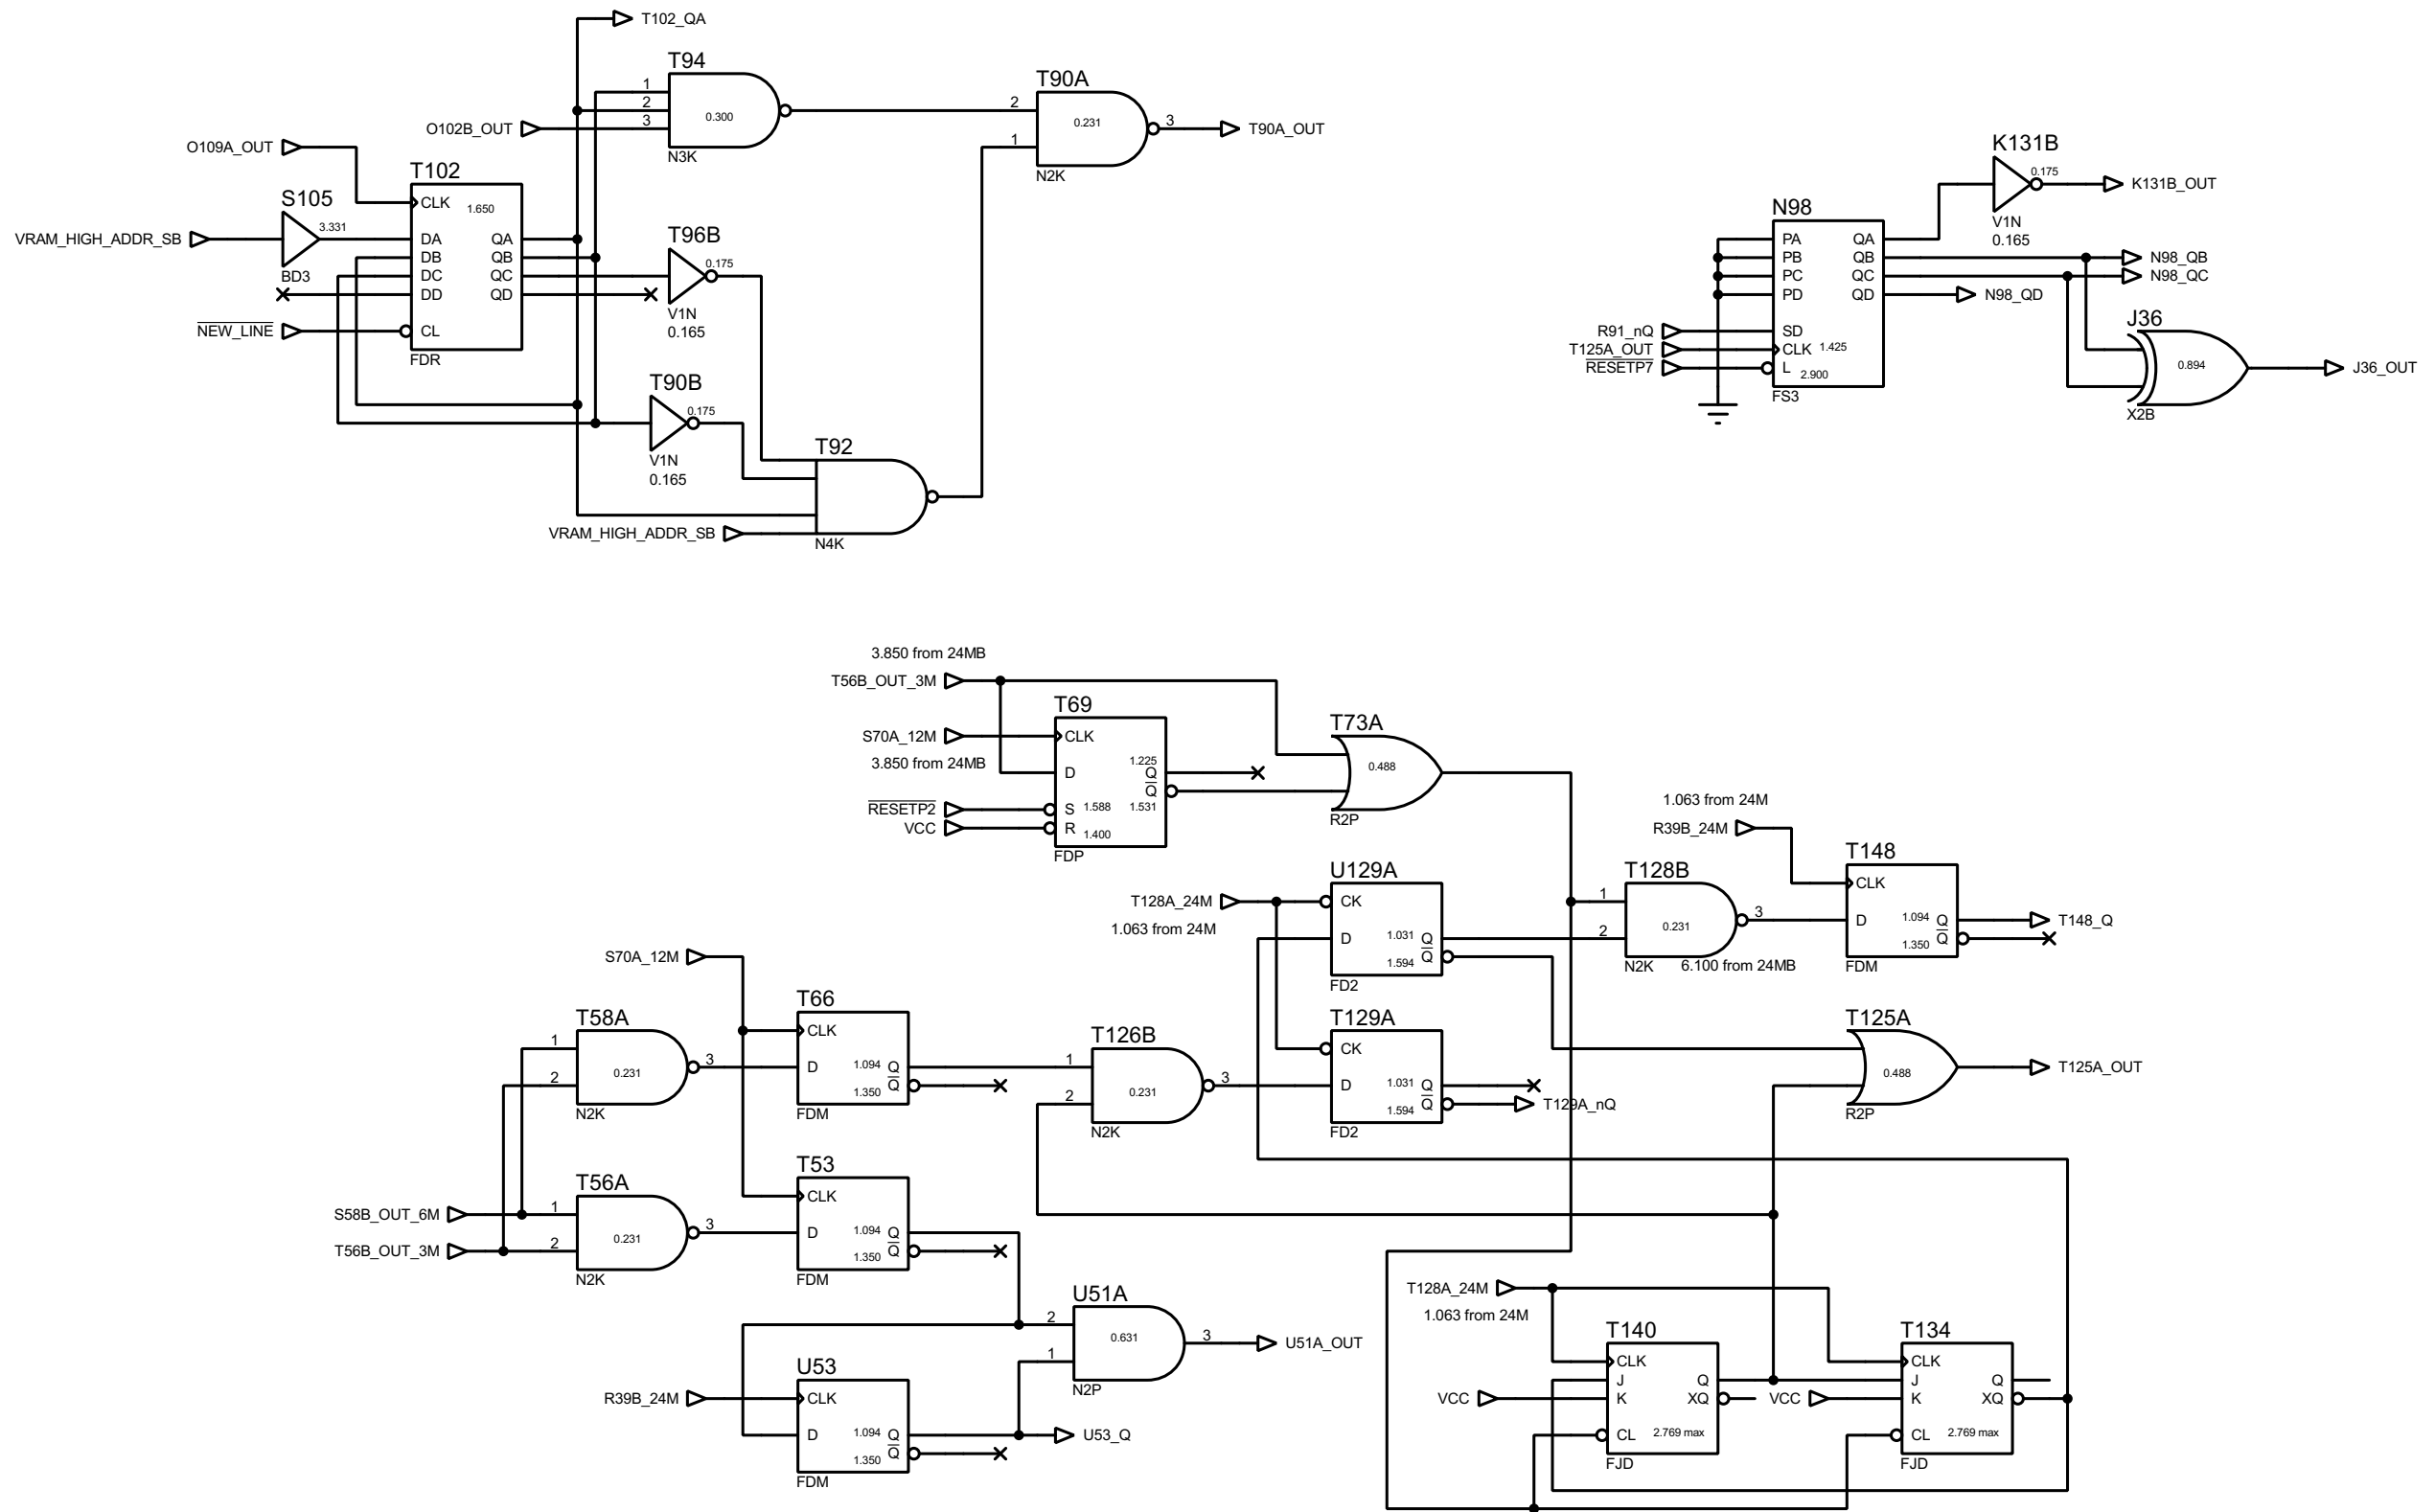 T102_QA
T94
1
2
3
0.300
N3K
O102B_OUT
T90A
2
1
0.231
3
N2K
T90A_OUT
O109A_OUT
T102
CLK
1.650
DA
DB
DC
DD
CL
QA
QB
QC
QD
FDR
S105
3.331
BD3
VRAM_HIGH_ADDR_SB
NEW_LINE
T96B
0.175
V1N
0.165
T90B
0.175
V1N
0.165
T92
N4K
VRAM_HIGH_ADDR_SB
K131B
0.175
V1N
0.165
K131B_OUT
N98
PA
PB
PC
PD
SD
CLK 1.425
L
2.900
QA
QB
QC
QD
FS3
N98_QB
N98_QC
N98_QD
R91_nQ
T125A_OUT
RESETP7
J36
0.894
X2B
J36_OUT
3.850 from 24MB
T56B_OUT_3M
T69
S70A_12M
3.850 from 24MB
CLK
D
S 1.588
R 1.400
1.225
Q
Q
1.531
FDP
RESETP2
VCC
T73A
0.488
R2P
1.063 from 24M
R39B_24M
T148
CLK
D
1.094 Q
1.350 Q
FDM
T148_Q
U129A
T128A_24M
1.063 from 24M
CK
D
1.031 Q
1.594 Q
FD2
T128B
1
2
0.231
3
N2K
6.100 from 24MB
S70A_12M
T66
CLK
D
1.094 Q
1.350 Q
FDM
T58A
1
2
0.231
3
N2K
T126B
1
2
0.231
3
N2K
T129A
CK
D
1.031 Q
1.594 Q
FD2
T129A_nQ
T125A
0.488
R2P
T125A_OUT
T56A
S58B_OUT_6M
T56B_OUT_3M
1
2
0.231
3
N2K
T53
CLK
D
1.094 Q
1.350 Q
FDM
U51A
2
1
0.631
3
N2P
U51A_OUT
U53
R39B_24M
CLK
D
1.094 Q
1.350 Q
FDM
U53_Q
T128A_24M
1.063 from 24M
T140
CLK
J
K
CL
Q
XQ
2.769 max
FJD
VCC
T134
CLK
J
K
CL
Q
XQ
2.769 max
FJD
VCC